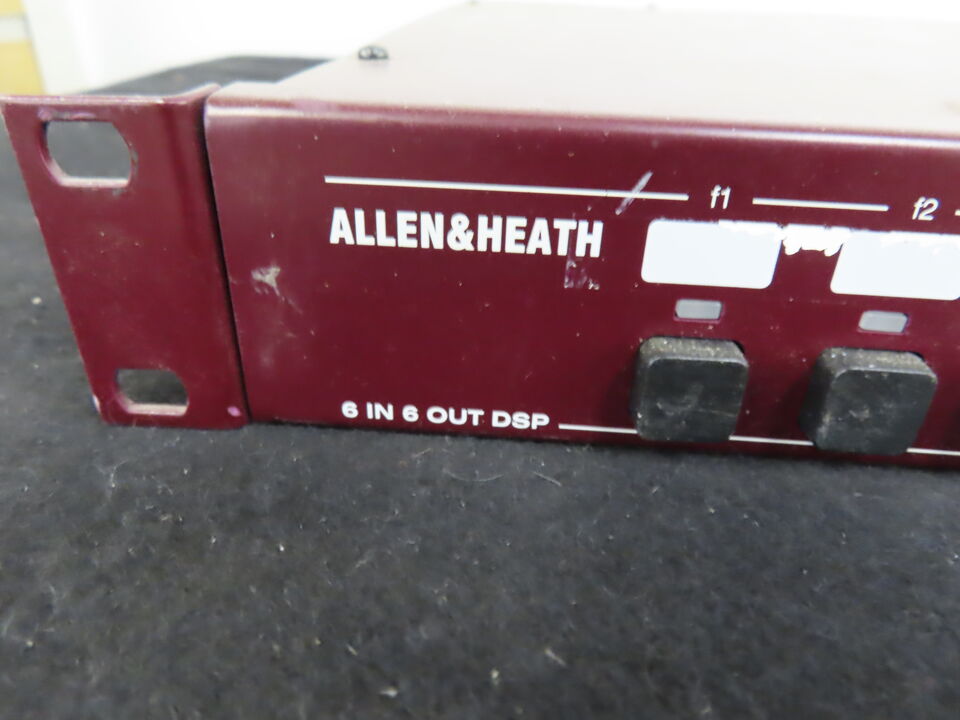 f1 f2
ALLEN&HEATH
6 IN 6 OUT DSP